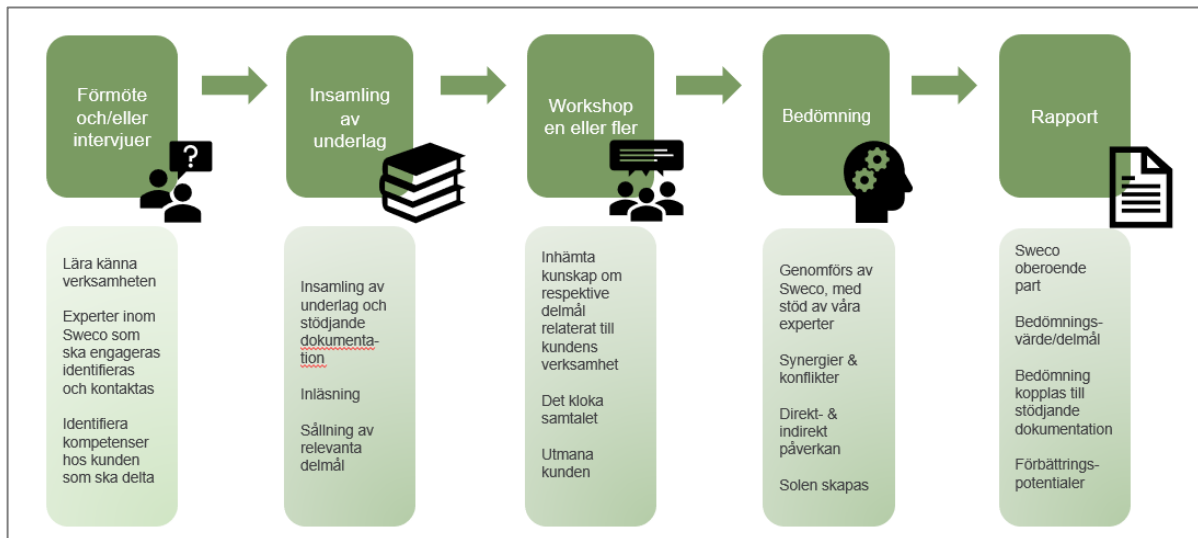 Förmöte
och/eller
intervjuer
?
Lära känna
verksamheten
Experter inom
Sweco som
ska engageras
identifieras
och kontaktas
Identifiera
kompetenser
hos kunden
som ska delta
Insamling
av
underlag
Insamling av
underlag och
stödjande
dokumenta-
tion
Inläsning
Sållning av
relevanta
delmål
Workshop
en eller fler
Inhämta
kunskap om
respektive
delmål
relaterat till
kundens
verksamhet
Det kloka
samtalet
Utmana
kunden
Bedömning
Genomförs av
Sweco, med
stöd av våra
experter
Synergier &
konflikter
Direkt- &
indirekt
påverkan
Solen skapas
Rapport
Sweco
oberoende
part
Bedömnings-
värde/delmål
Bedömning
kopplas till
stödjande
dokumentation
Förbättrings-
potentialer